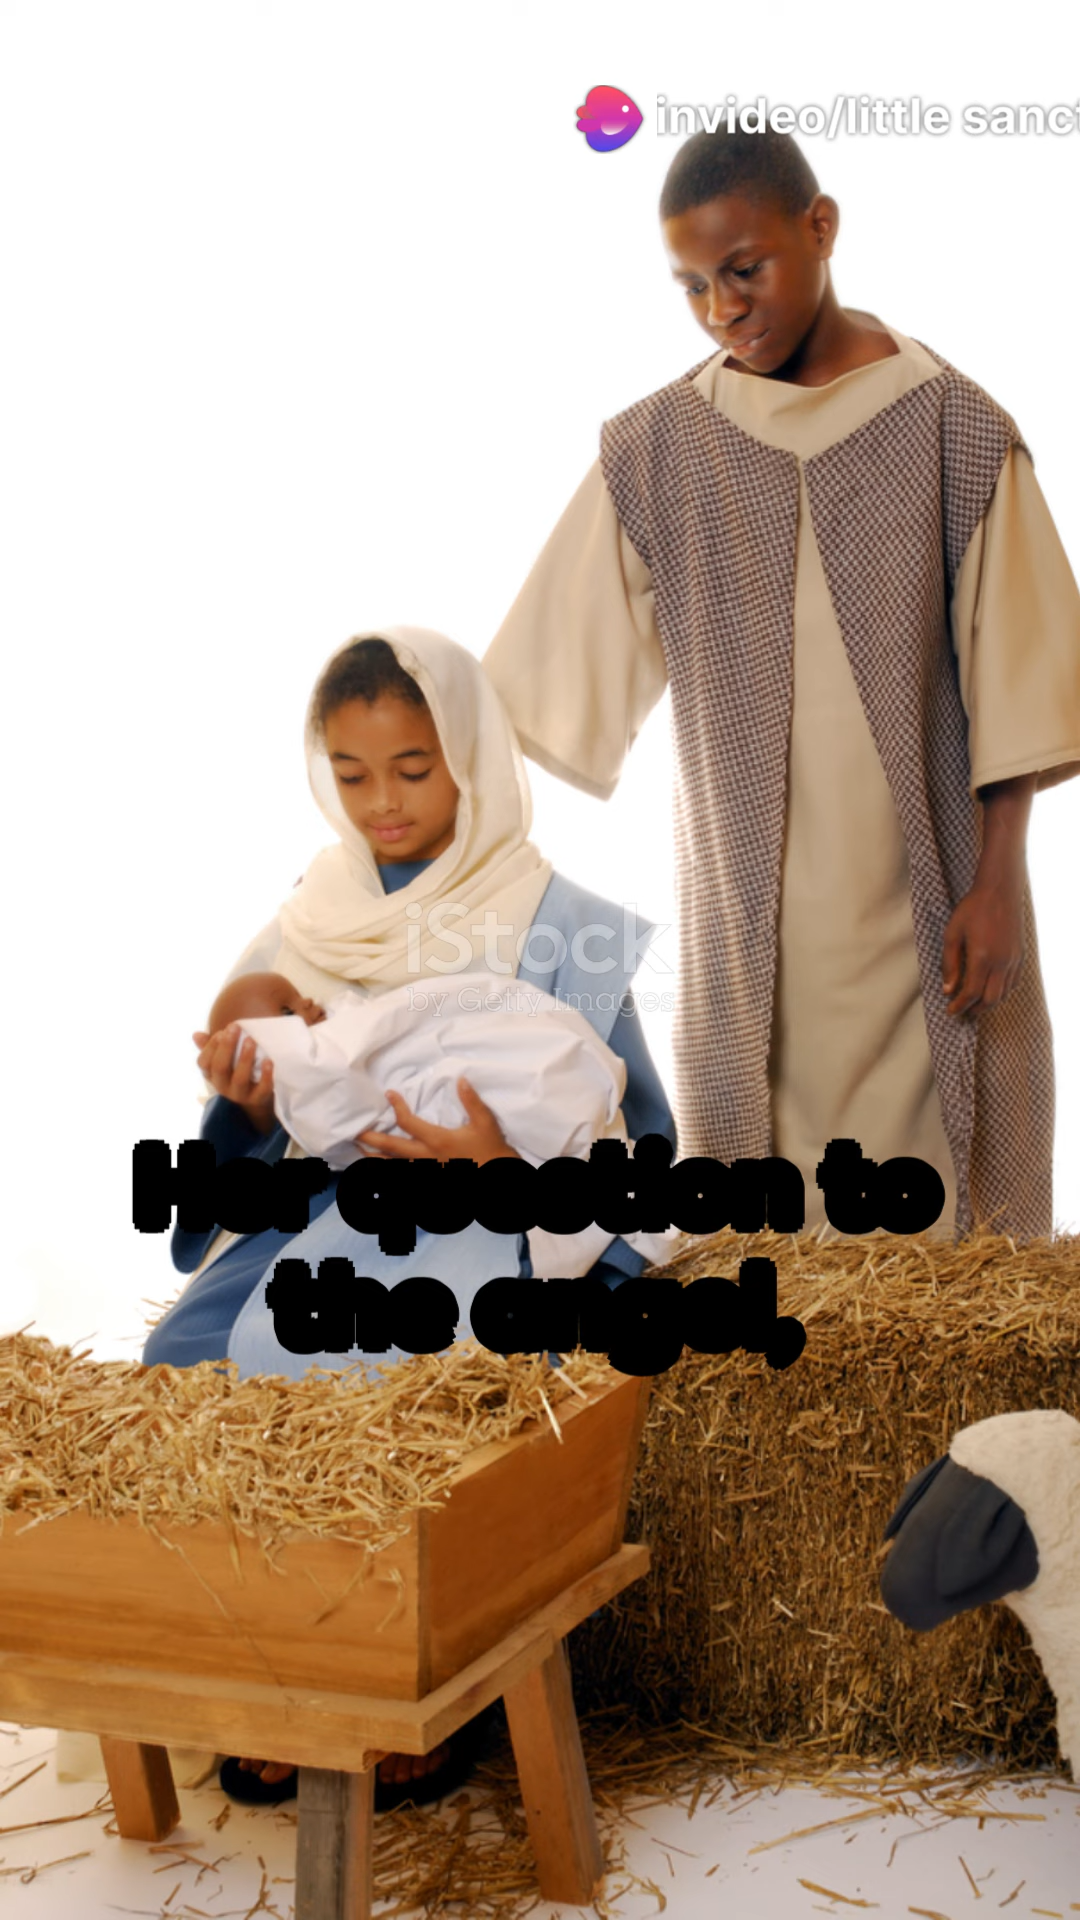 invideo/little sanct
iStock
by Getty Images
Her question to
the angel,